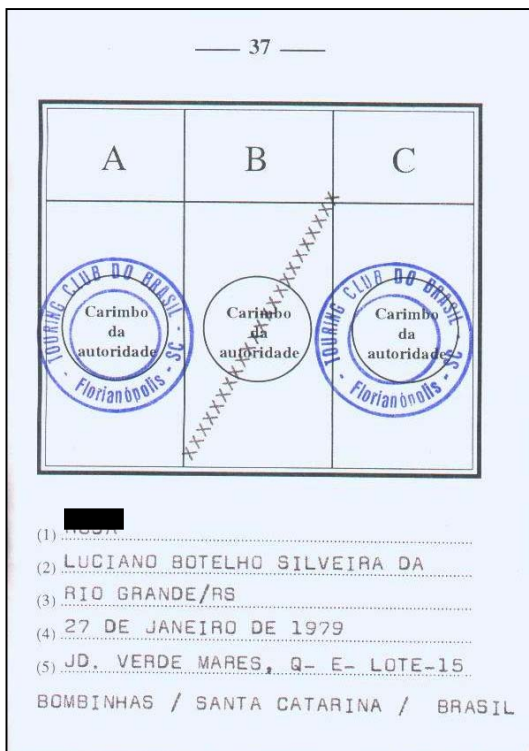 37
A B C
TOURING CLUB DO BRASIL - SC - Florianópolis -
Carimbo
da
autoridade
Carimbo
da
autoridade
TOURING CLUB DO BRASIL - SC - Florianópolis -
Carimbo
da
autoridade
XXXXXXXXXXXXXXXXXXXXXXXXXXXX
(1)
(2) LUCIANO BOTELHO SILVEIRA DA
(3) RIO GRANDE/RS
(4) 27 DE JANEIRO DE 1979
(5) JD. VERDE MARES, Q- E- LOTE-15
BOMBINHAS / SANTA CATARINA / BRASIL